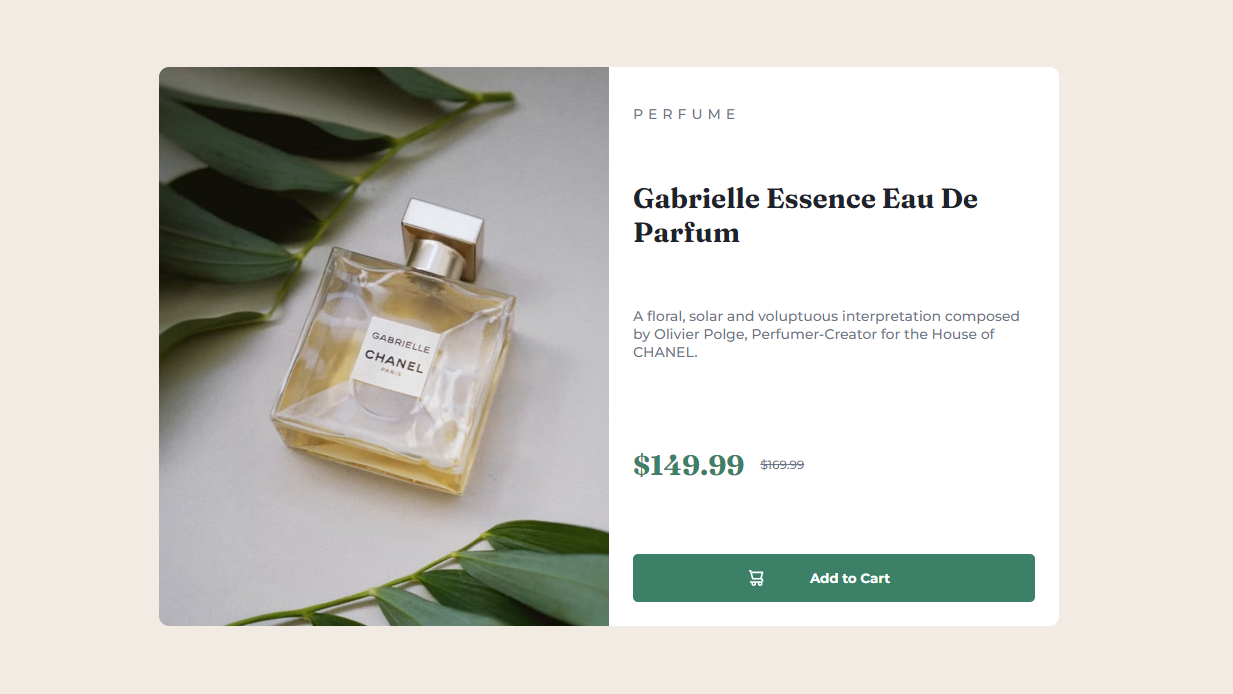 PERFUME
Gabrielle Essence Eau De
Parfum
A floral, solar and voluptuous interpretation composed
by Olivier Polge, Perfumer-Creator for the House of
CHANEL.
$149.99 $169.99
Add to Cart
GABRIELLE
CHANEL
PARIS